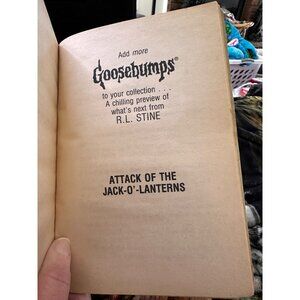 Add more
Goosebumps®
to your collection . . .
A chilling preview of
what's next from
R.L. STINE
ATTACK OF THE
JACK-O'-LANTERNS